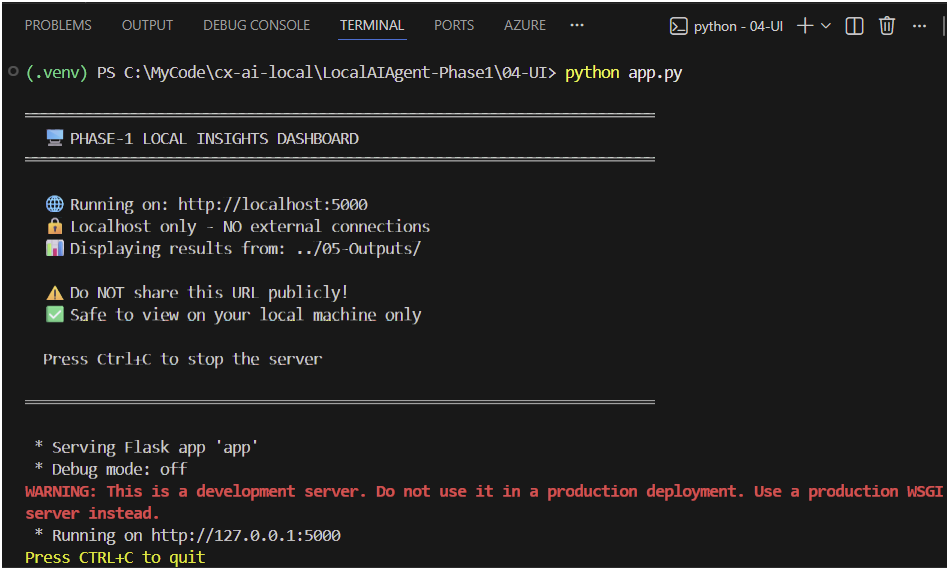 PROBLEMS OUTPUT DEBUG CONSOLE TERMINAL PORTS AZURE ··· python - 04-UI
(.venv) PS C:\MyCode\cx-ai-local\LocalAIAgent-Phase1\04-UI> python app.py
PHASE-1 LOCAL INSIGHTS DASHBOARD
Running on: http://localhost:5000
Localhost only - NO external connections
Displaying results from: ../05-Outputs/
Do NOT share this URL publicly!
Safe to view on your local machine only
Press Ctrl+C to stop the server
* Serving Flask app 'app'
* Debug mode: off
WARNING: This is a development server. Do not use it in a production deployment. Use a production WSGI
server instead.
* Running on http://127.0.0.1:5000
Press CTRL+C to quit